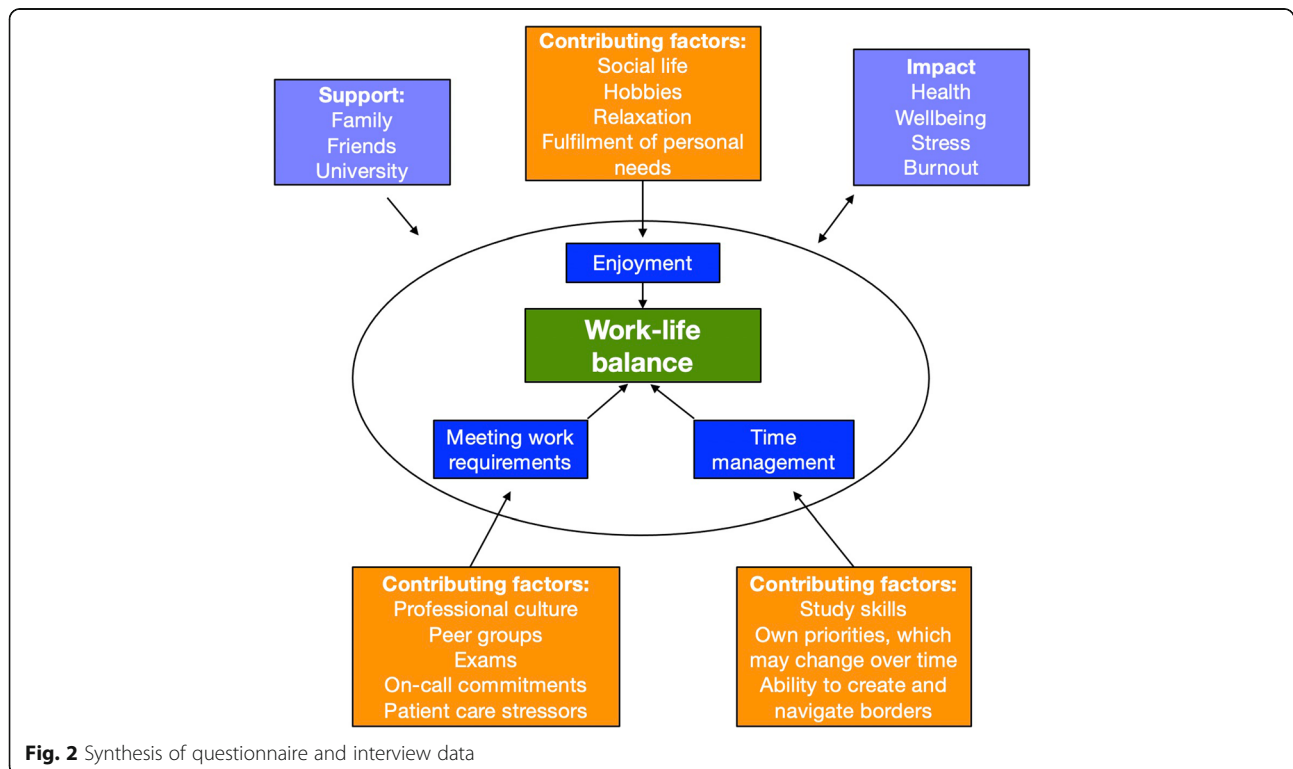 Contributing factors:
Social life
Hobbies
Relaxation
Fulfilment of personal
needs
Support:
Family
Friends
University
Impact
Health
Wellbeing
Stress
Burnout
Enjoyment
Work-life
balance
Meeting work
requirements
Time
management
Contributing factors:
Professional culture
Peer groups
Exams
On-call commitments
Patient care stressors
Contributing factors:
Study skills
Own priorities, which
may change over time
Ability to create and
navigate borders
Fig. 2 Synthesis of questionnaire and interview data